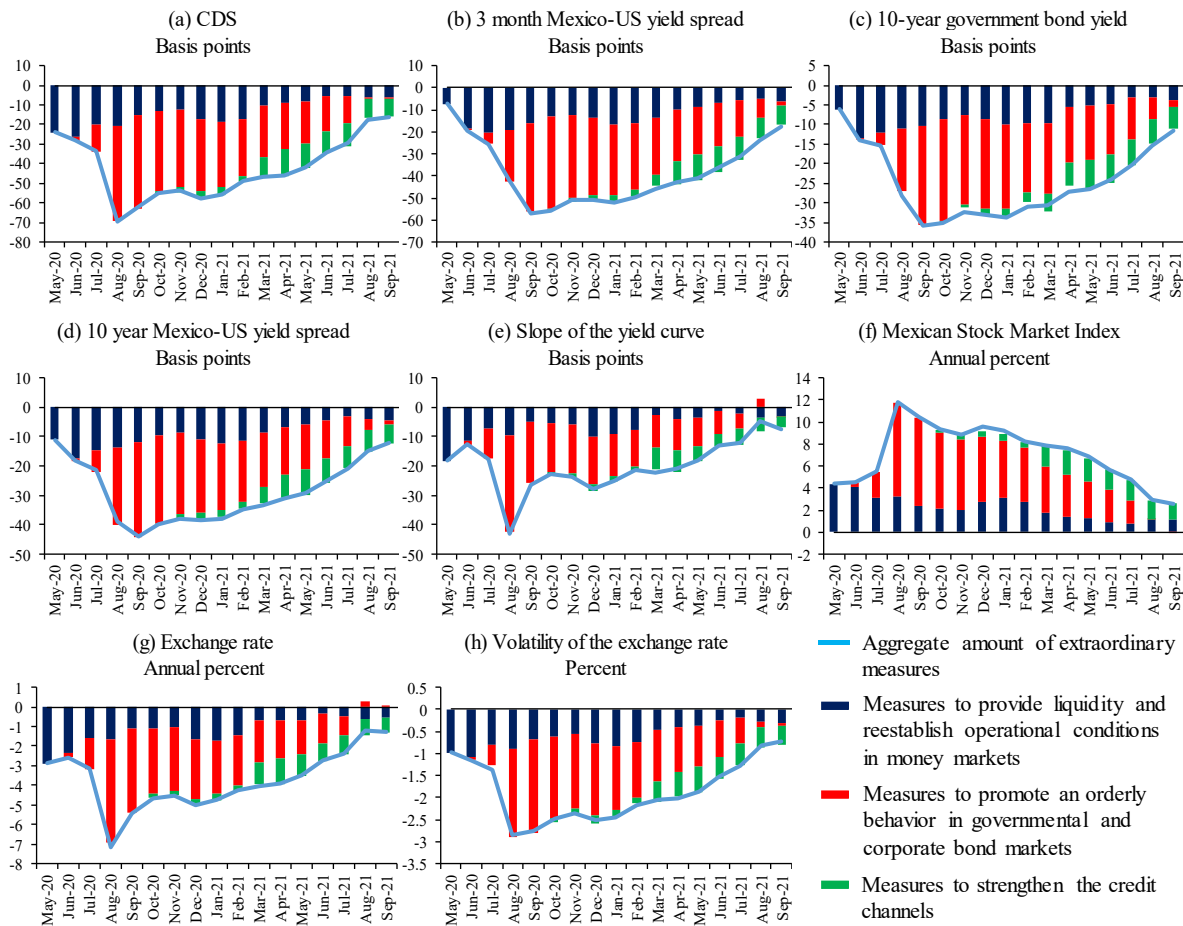 (a) CDS
Basis points
10
0
-10
-20
-30
-40
-50
-60
-70
-80
May-20
Jun-20
Jul-20
Aug-20
Sep-20
Oct-20
Nov-20
Dec-20
Jan-21
Feb-21
Mar-21
Apr-21
May-21
Jun-21
Jul-21
Aug-21
Sep-21
(b) 3 month Mexico-US yield spread
Basis points
10
0
-10
-20
-30
-40
-50
-60
-70
May-20
Jun-20
Jul-20
Aug-20
Sep-20
Oct-20
Nov-20
Dec-20
Jan-21
Feb-21
Mar-21
Apr-21
May-21
Jun-21
Jul-21
Aug-21
Sep-21
(c) 10-year government bond yield
Basis points
5
0
-5
-10
-15
-20
-25
-30
-35
-40
May-20
Jun-20
Jul-20
Aug-20
Sep-20
Oct-20
Nov-20
Dec-20
Jan-21
Feb-21
Mar-21
Apr-21
May-21
Jun-21
Jul-21
Aug-21
Sep-21
(d) 10 year Mexico-US yield spread
Basis points
10
0
-10
-20
-30
-40
-50
May-20
Jun-20
Jul-20
Aug-20
Sep-20
Oct-20
Nov-20
Dec-20
Jan-21
Feb-21
Mar-21
Apr-21
May-21
Jun-21
Jul-21
Aug-21
Sep-21
(e) Slope of the yield curve
Basis points
10
0
-10
-20
-30
-40
-50
May-20
Jun-20
Jul-20
Aug-20
Sep-20
Oct-20
Nov-20
Dec-20
Jan-21
Feb-21
Mar-21
Apr-21
May-21
Jun-21
Jul-21
Aug-21
Sep-21
(f) Mexican Stock Market Index
Annual percent
14
12
10
8
6
4
2
0
-2
May-20
Jun-20
Jul-20
Aug-20
Sep-20
Oct-20
Nov-20
Dec-20
Jan-21
Feb-21
Mar-21
Apr-21
May-21
Jun-21
Jul-21
Aug-21
Sep-21
(g) Exchange rate
Annual percent
1
0
-1
-2
-3
-4
-5
-6
-7
-8
May-20
Jun-20
Jul-20
Aug-20
Sep-20
Oct-20
Nov-20
Dec-20
Jan-21
Feb-21
Mar-21
Apr-21
May-21
Jun-21
Jul-21
Aug-21
Sep-21
(h) Volatility of the exchange rate
Percent
0.5
0
-0.5
-1
-1.5
-2
-2.5
-3
-3.5
May-20
Jun-20
Jul-20
Aug-20
Sep-20
Oct-20
Nov-20
Dec-20
Jan-21
Feb-21
Mar-21
Apr-21
May-21
Jun-21
Jul-21
Aug-21
Sep-21
Aggregate amount of extraordinary
measures
Measures to provide liquidity and
reestablish operational conditions
in money markets
Measures to promote an orderly
behavior in governmental and
corporate bond markets
Measures to strengthen the credit
channels